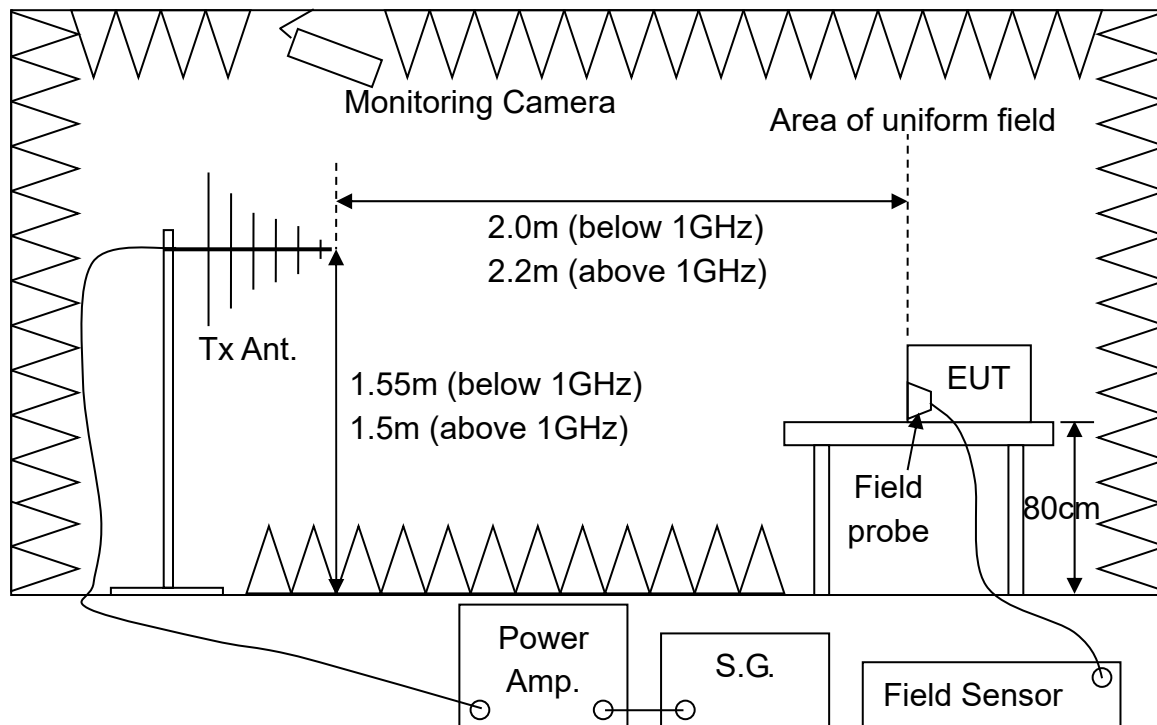 Monitoring Camera
Area of uniform field
2.0m (below 1GHz)
2.2m (above 1GHz)
Tx Ant.
1.55m (below 1GHz)
1.5m (above 1GHz)
EUT
Field
probe
80cm
Power
Amp.
S.G.
Field Sensor